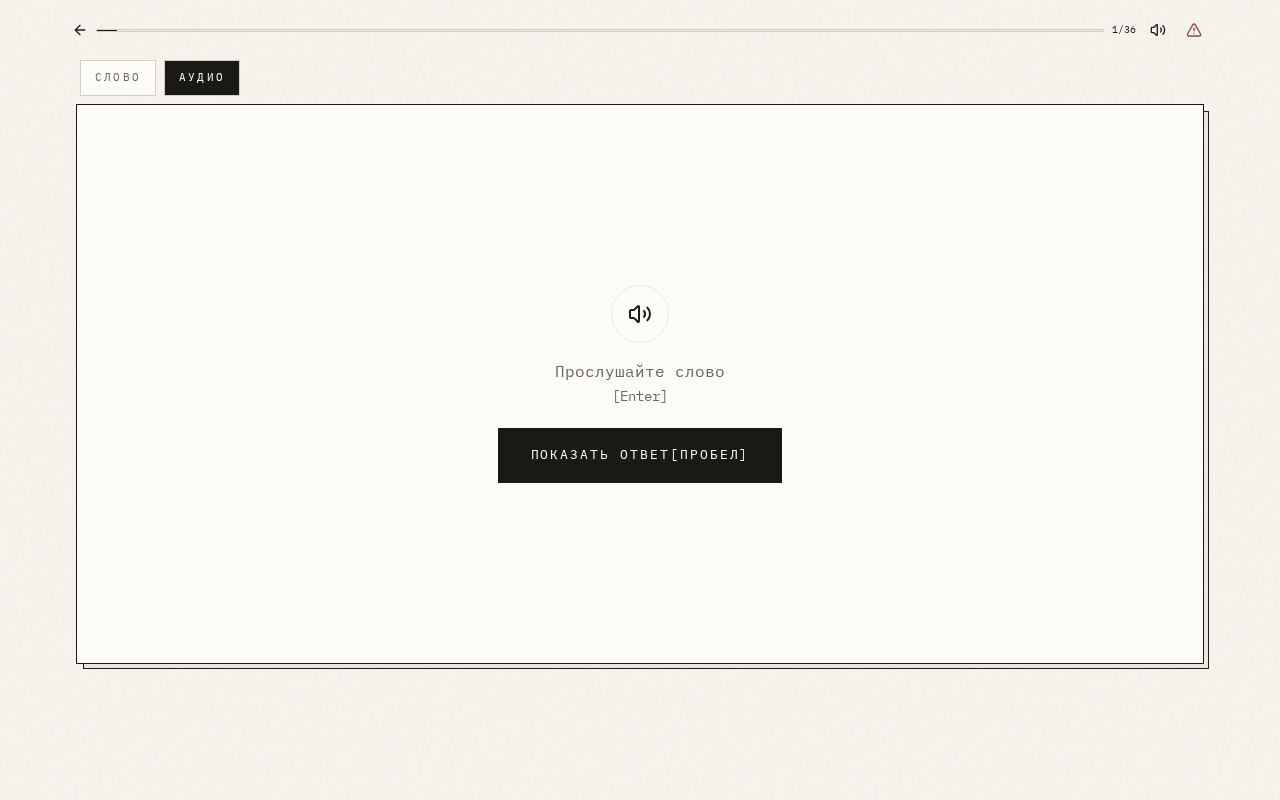 1/36
СЛОВО
АУДИО
Прослушайте слово
[Enter]
ПОКАЗАТЬ ОТВЕТ[ПРОБЕЛ]